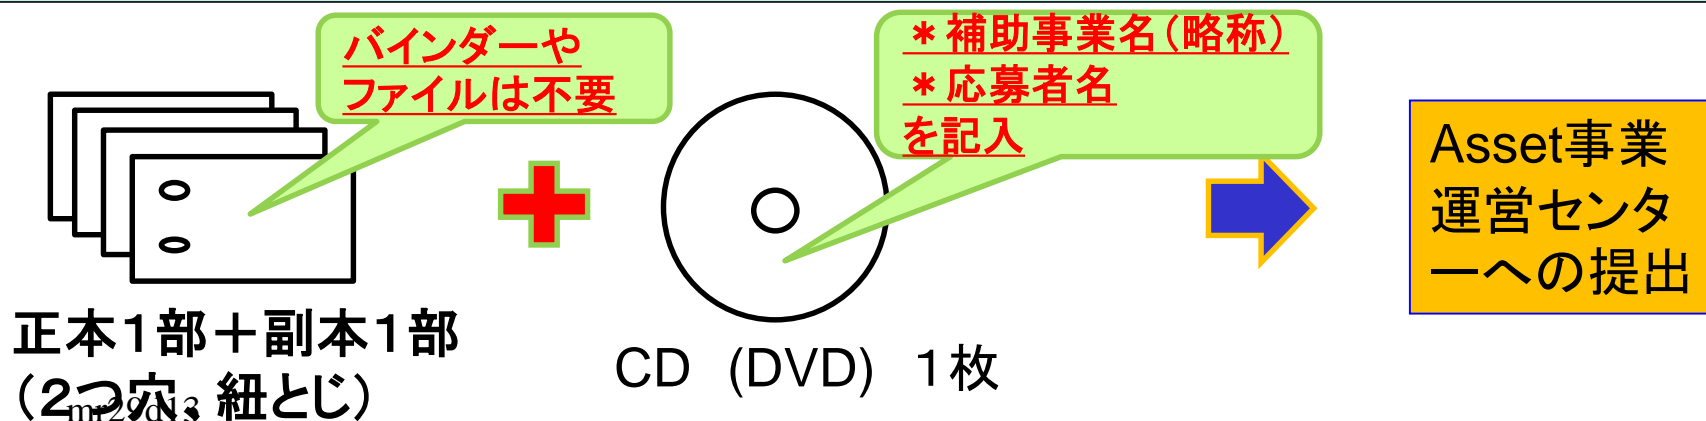 バインダーや
ファイルは不要
＊補助事業名（略称）
＊応募者名
を記入
Asset事業
運営センタ
ーへの提出
正本１部＋副本１部
（２つ穴、紐とじ）
CD (DVD) １枚
mr29d13